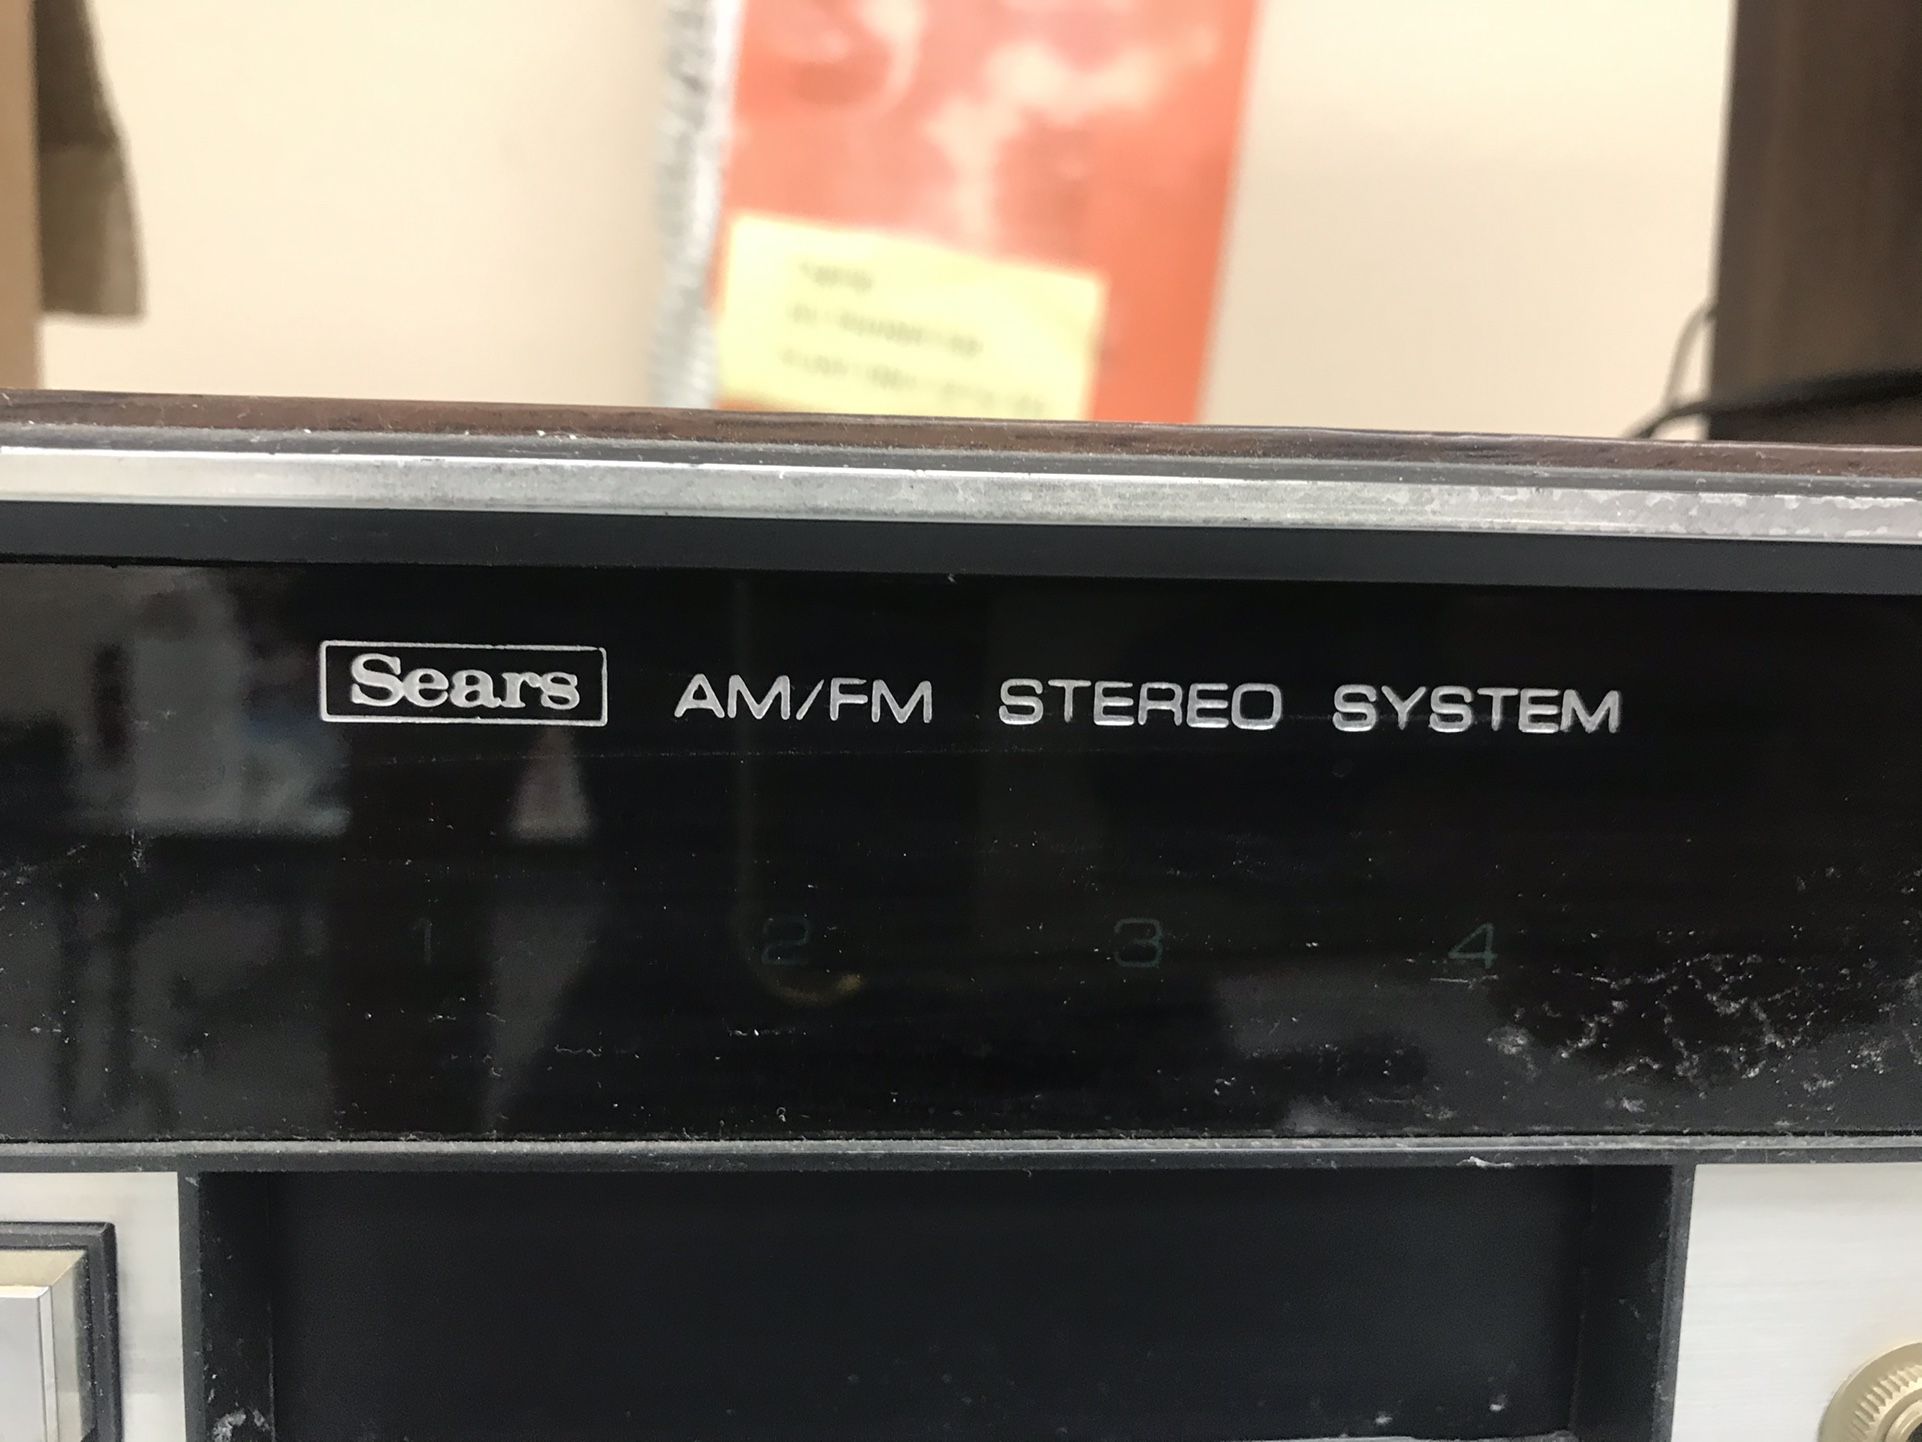 Sears AM/FM STEREO SYSTEM
1 2 3 4